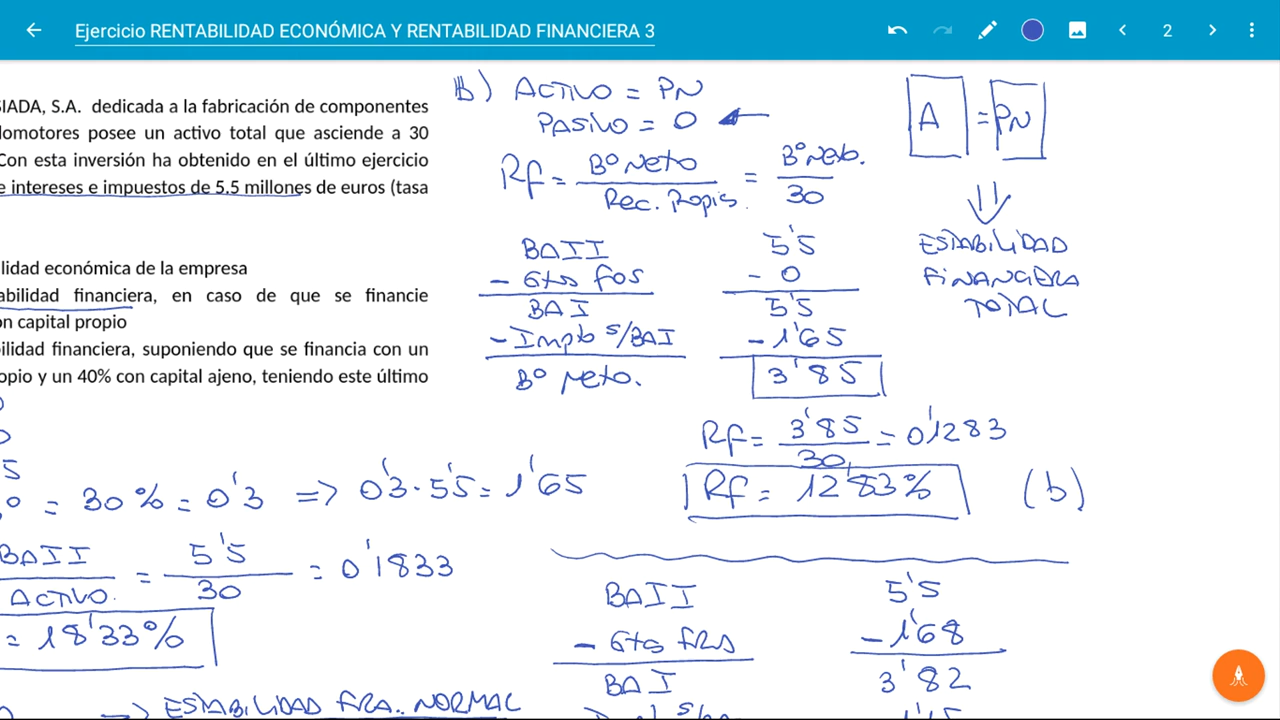 Ejercicio RENTABILIDAD ECONÓMICA Y RENTABILIDAD FINANCIERA 3
2
SIADA, S.A. dedicada a la fabricación de componentes
lomotores posee un activo total que asciende a 30
Con esta inversión ha obtenido en el último ejercicio
e intereses e impuestos de 5.5 millones de euros (tasa
lidad económica de la empresa
abilidad financiera, en caso de que se financie
on capital propio
bilidad financiera, suponiendo que se financia con un
opio y un 40% con capital ajeno, teniendo este último
0
0
5
0 = 30 % = 0'3 => 0'3 · 5'5 = 1'65
BAII / ACTIVO = 5'5 / 30 = 0'1833
= 18'33%
=> ESTABILIDAD FRA. NORMAL
b) ACTIVO = PN
PASIVO = 0 ←
Rf = Bº Neto / Rec. Propis. = Bº Neto. / 30
BAII 5'5
- Gtos fos - 0
BAI 5'5
- Impto s/BAI - 1'65
Bº Neto. 3'85
Rf = 3'85 / 30 = 0'1283
Rf = 12'83% (b)
A = PN
ESTABILIDAD
FINANCIERA
TOTAL
BAII 5'5
- Gtos fros - 1'68
BAI 3'82